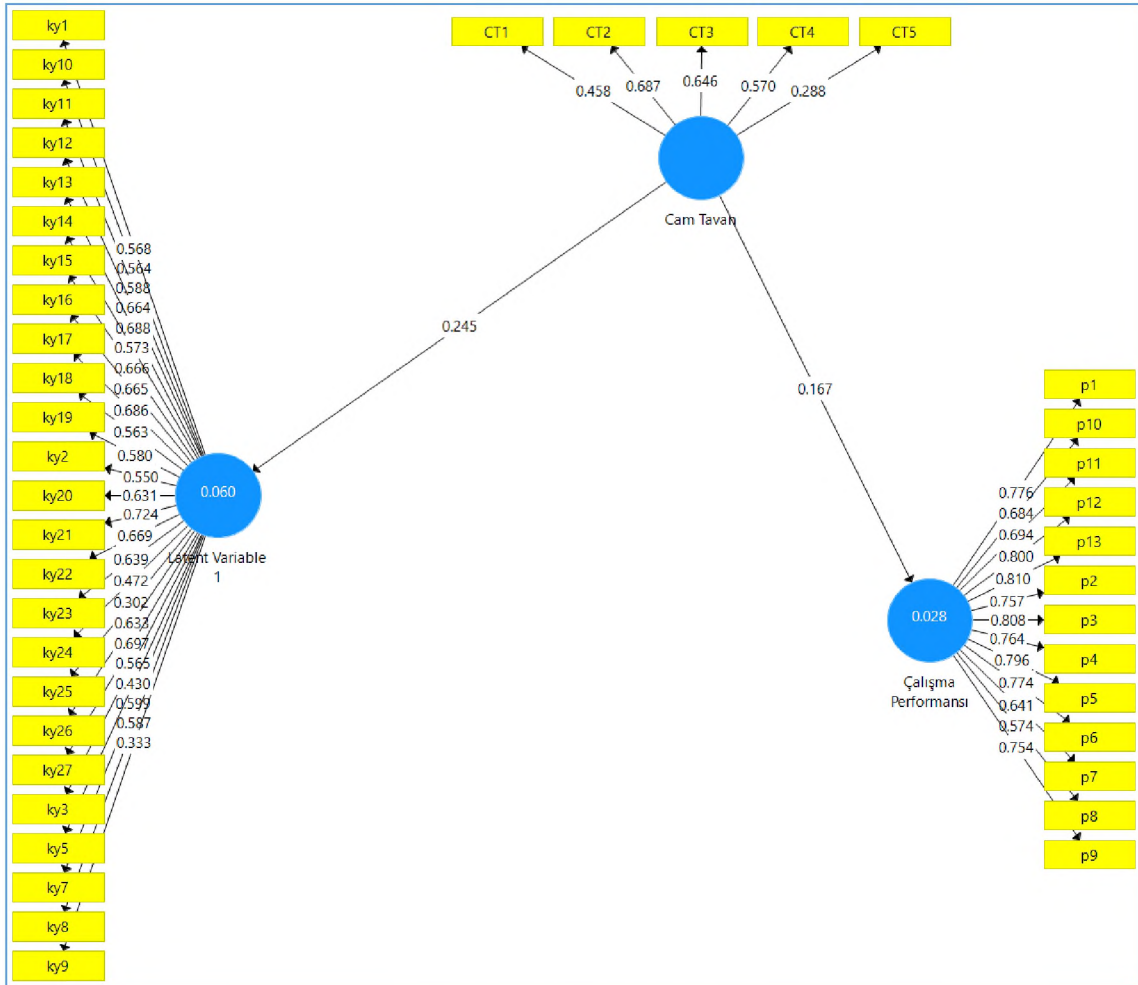 ky1
ky10
ky11
ky12
ky13
ky14
ky15
ky16
ky17
ky18
ky19
ky2
ky20
ky21
ky22
ky23
ky24
ky25
ky26
ky27
ky3
ky5
ky7
ky8
ky9
0.568
0.564
0.588
0.664
0.688
0.573
0.666
0.665
0.686
0.563
0.580
0.550
0.631
0.724
0.669
0.639
0.472
0.302
0.633
0.697
0.565
0.430
0.599
0.587
0.333
0.060
Latent Variable
1
0.245
CT1 CT2 CT3 CT4 CT5
0.458 0.687 0.646 0.570 0.288
Cam Tavan
0.167
0.028
Çalışma
Performansı
0.776
0.684
0.694
0.800
0.810
0.757
0.808
0.764
0.796
0.774
0.641
0.574
0.754
p1
p10
p11
p12
p13
p2
p3
p4
p5
p6
p7
p8
p9